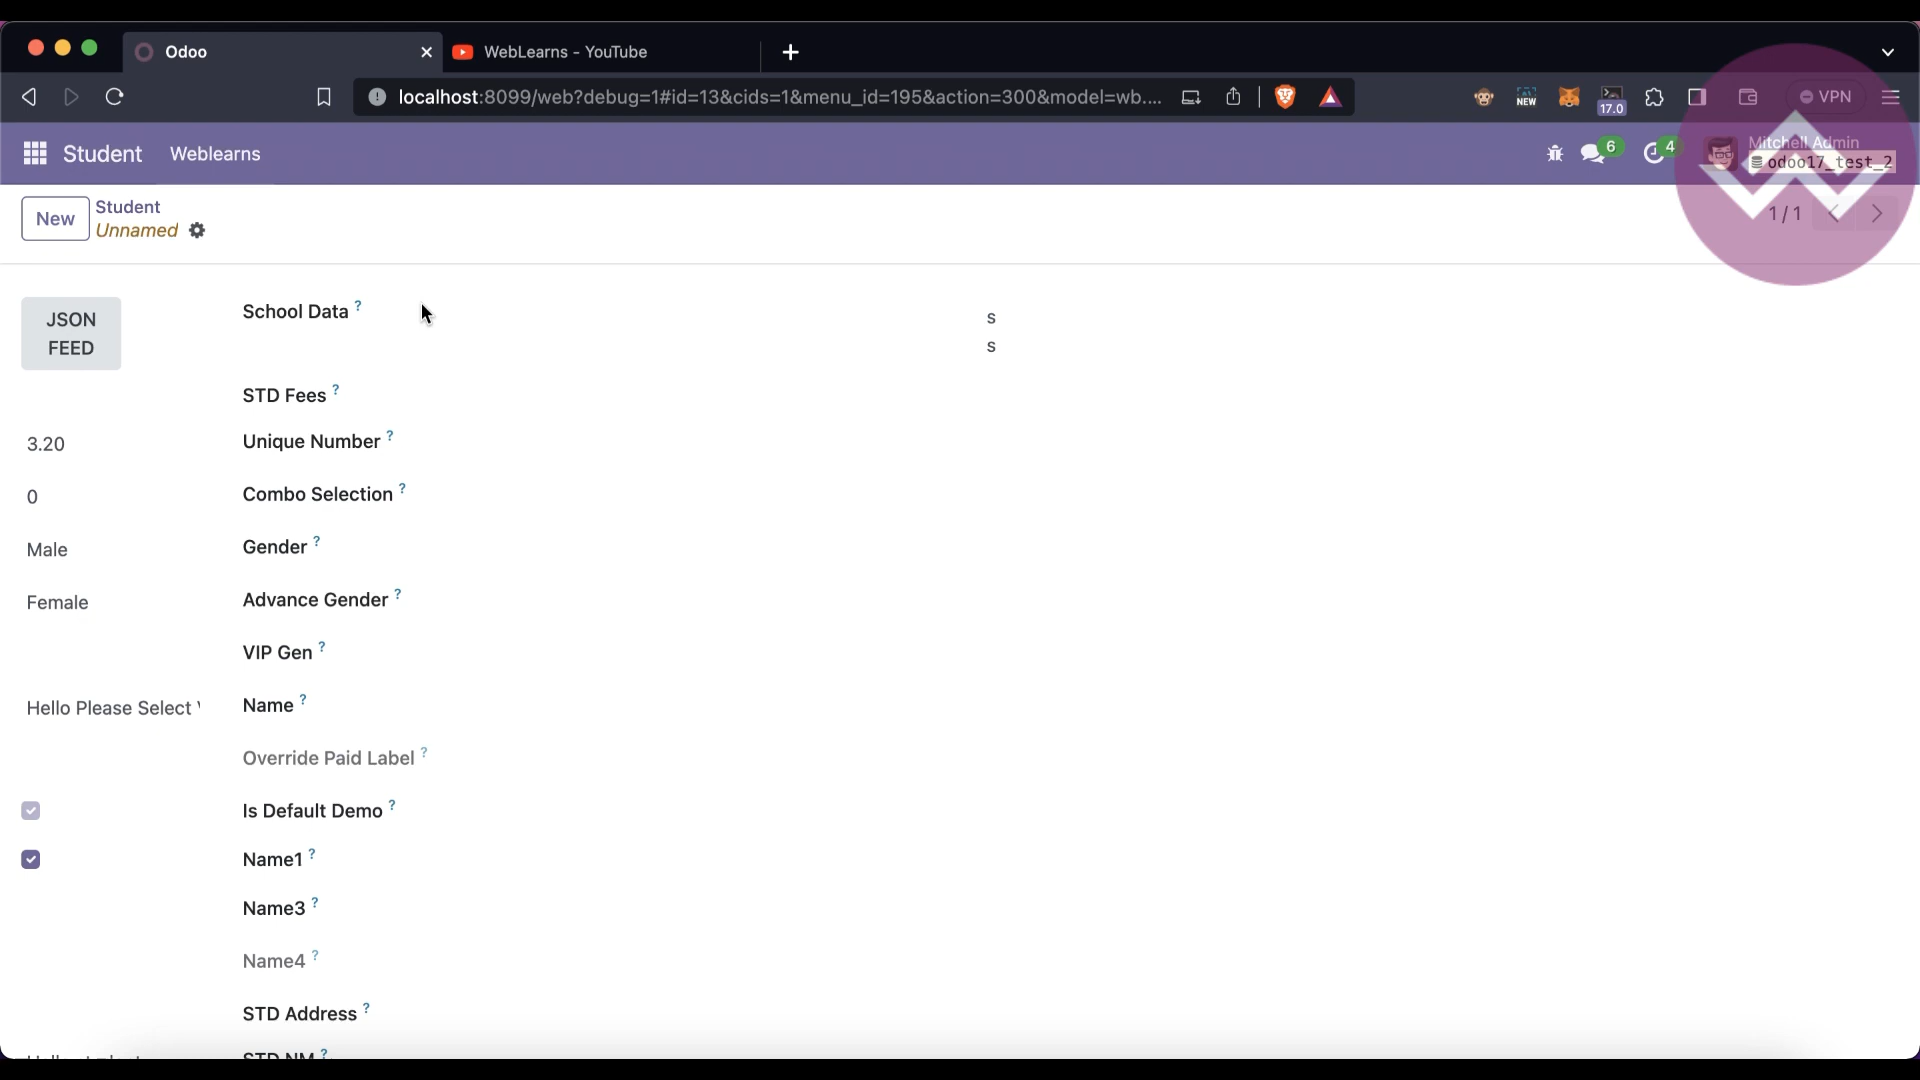 Odoo
WebLearns - YouTube
localhost:8099/web?debug=1#id=13&cids=1&menu_id=195&action=300&model=wb....
NEW
17.0
VPN
Student
Weblearns
6
4
Mitchell Admin
odoo17_test_2
New
Student
Unnamed
1 / 1
JSON
FEED
School Data ?
s
s
STD Fees ?
3.20
Unique Number ?
0
Combo Selection ?
Male
Gender ?
Female
Advance Gender ?
VIP Gen ?
Hello Please Select
Name ?
Override Paid Label ?
Is Default Demo ?
Name1 ?
Name3 ?
Name4 ?
STD Address ?
STD NM ?